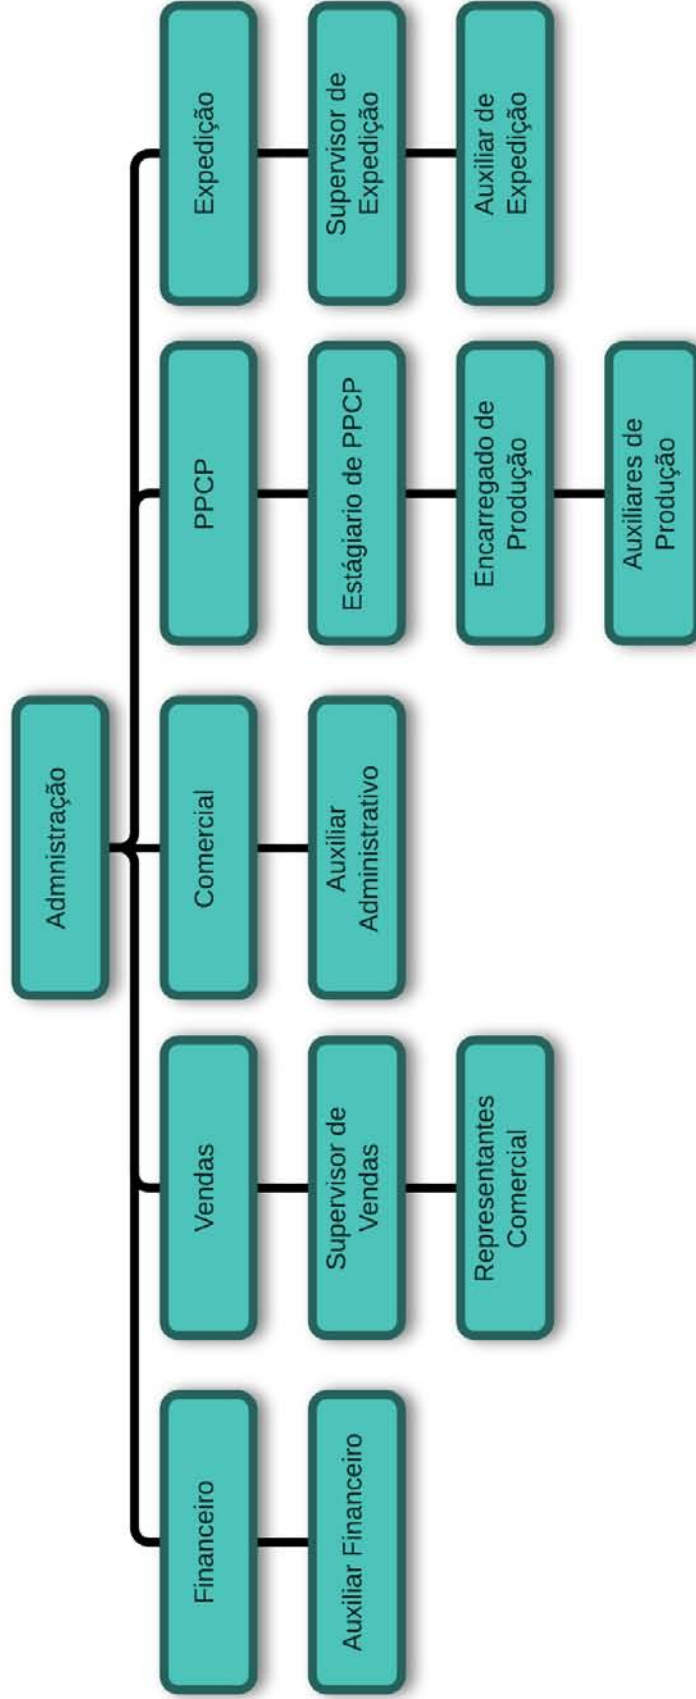 Admnistração
Financeiro
Vendas
Comercial
PPCP
Expedição
Auxiliar Financeiro
Supervisor de
Vendas
Auxiliar
Administrativo
Estágiario de PPCP
Supervisor de
Expedição
Representantes
Comercial
Encarregado de
Produção
Auxiliar de
Expedição
Auxiliares de
Produção